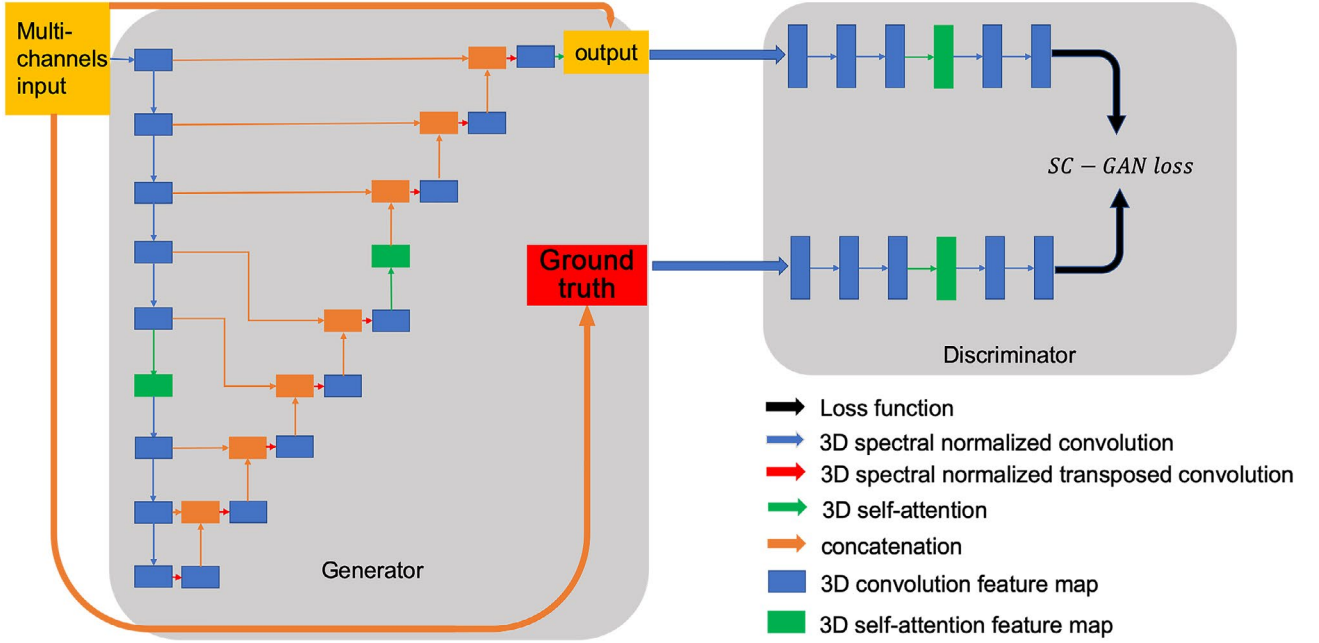 Multi-
channels
input
output
Ground
truth
Generator
SC − GAN loss
Discriminator
Loss function
3D spectral normalized convolution
3D spectral normalized transposed convolution
3D self-attention
concatenation
3D convolution feature map
3D self-attention feature map